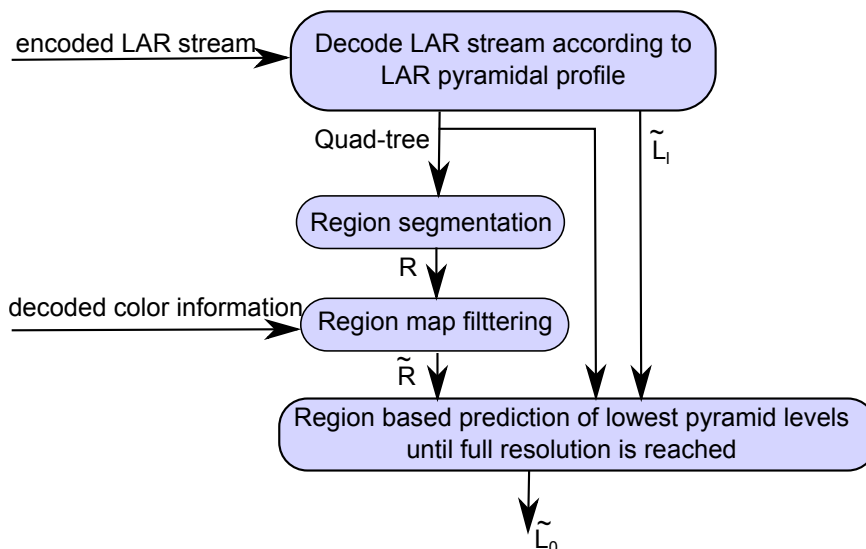 encoded LAR stream
Decode LAR stream according to
LAR pyramidal profile
Quad-tree
L̃ₗ
Region segmentation
R
decoded color information
Region map filttering
R̃
Region based prediction of lowest pyramid levels
until full resolution is reached
L̃₀